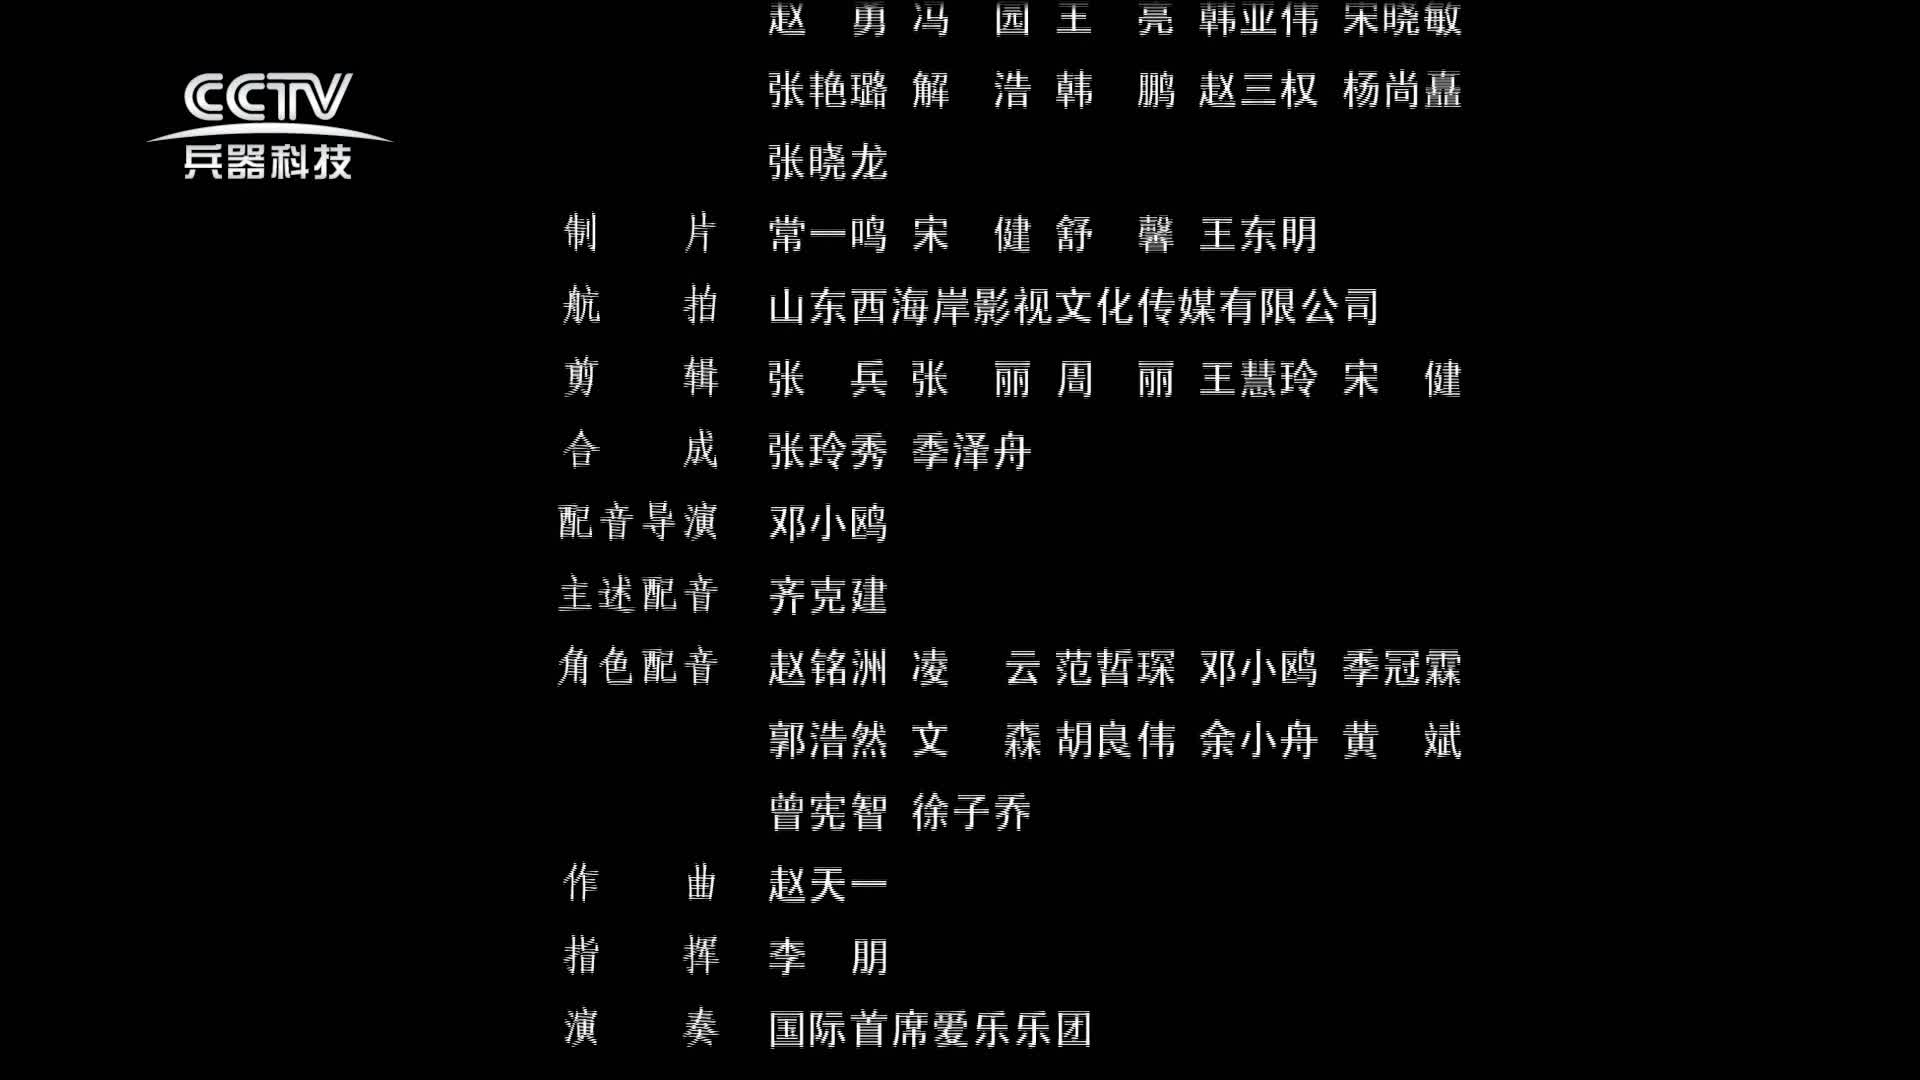 赵 勇 冯 园 王 亮 韩亚伟 宋晓敏
CCTV
兵器科技
张艳璐 解 浩 韩 鹏 赵三权 杨尚矗
张晓龙
制 片 常一鸣 宋 健 舒 馨 王东明
航 拍 山东西海岸影视文化传媒有限公司
剪 辑 张 兵 张 丽 周 丽 王慧玲 宋 健
合 成 张玲秀 季泽舟
配音导演 邓小鸥
主述配音 齐克建
角色配音 赵铭洲 凌 云 范哲琛 邓小鸥 季冠霖
郭浩然 文 森 胡良伟 余小舟 黄 斌
曾宪智 徐子乔
作 曲 赵天一
指 挥 李 朋
演 奏 国际首席爱乐乐团